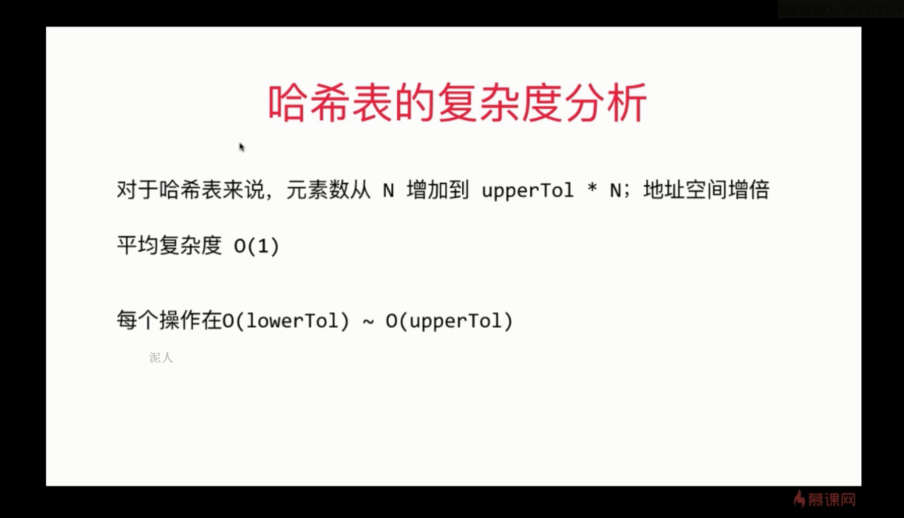 哈希表的复杂度分析
对于哈希表来说，元素数从 N 增加到 upperTol * N；地址空间增倍
平均复杂度 O(1)
每个操作在O(lowerTol) ~ O(upperTol)
泥人
慕课网